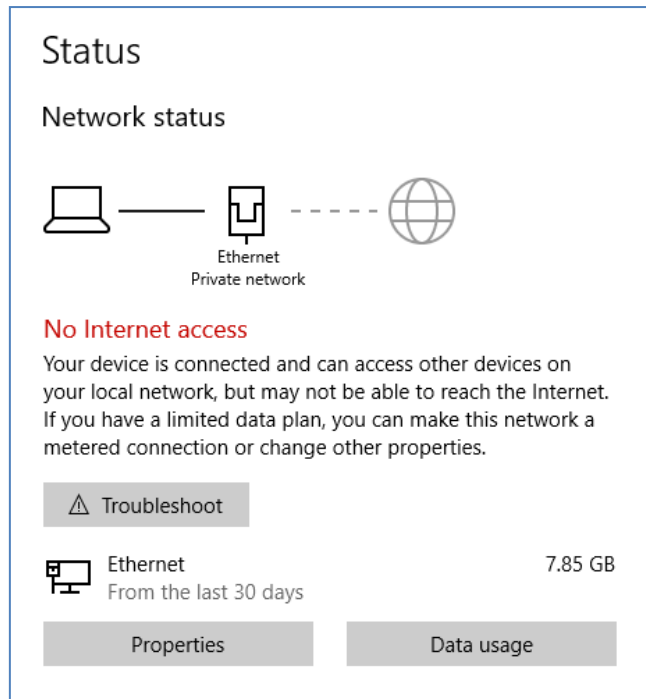 Status
Network status
Ethernet
Private network
No Internet access
Your device is connected and can access other devices on
your local network, but may not be able to reach the Internet.
If you have a limited data plan, you can make this network a
metered connection or change other properties.
Troubleshoot
Ethernet 7.85 GB
From the last 30 days
Properties Data usage